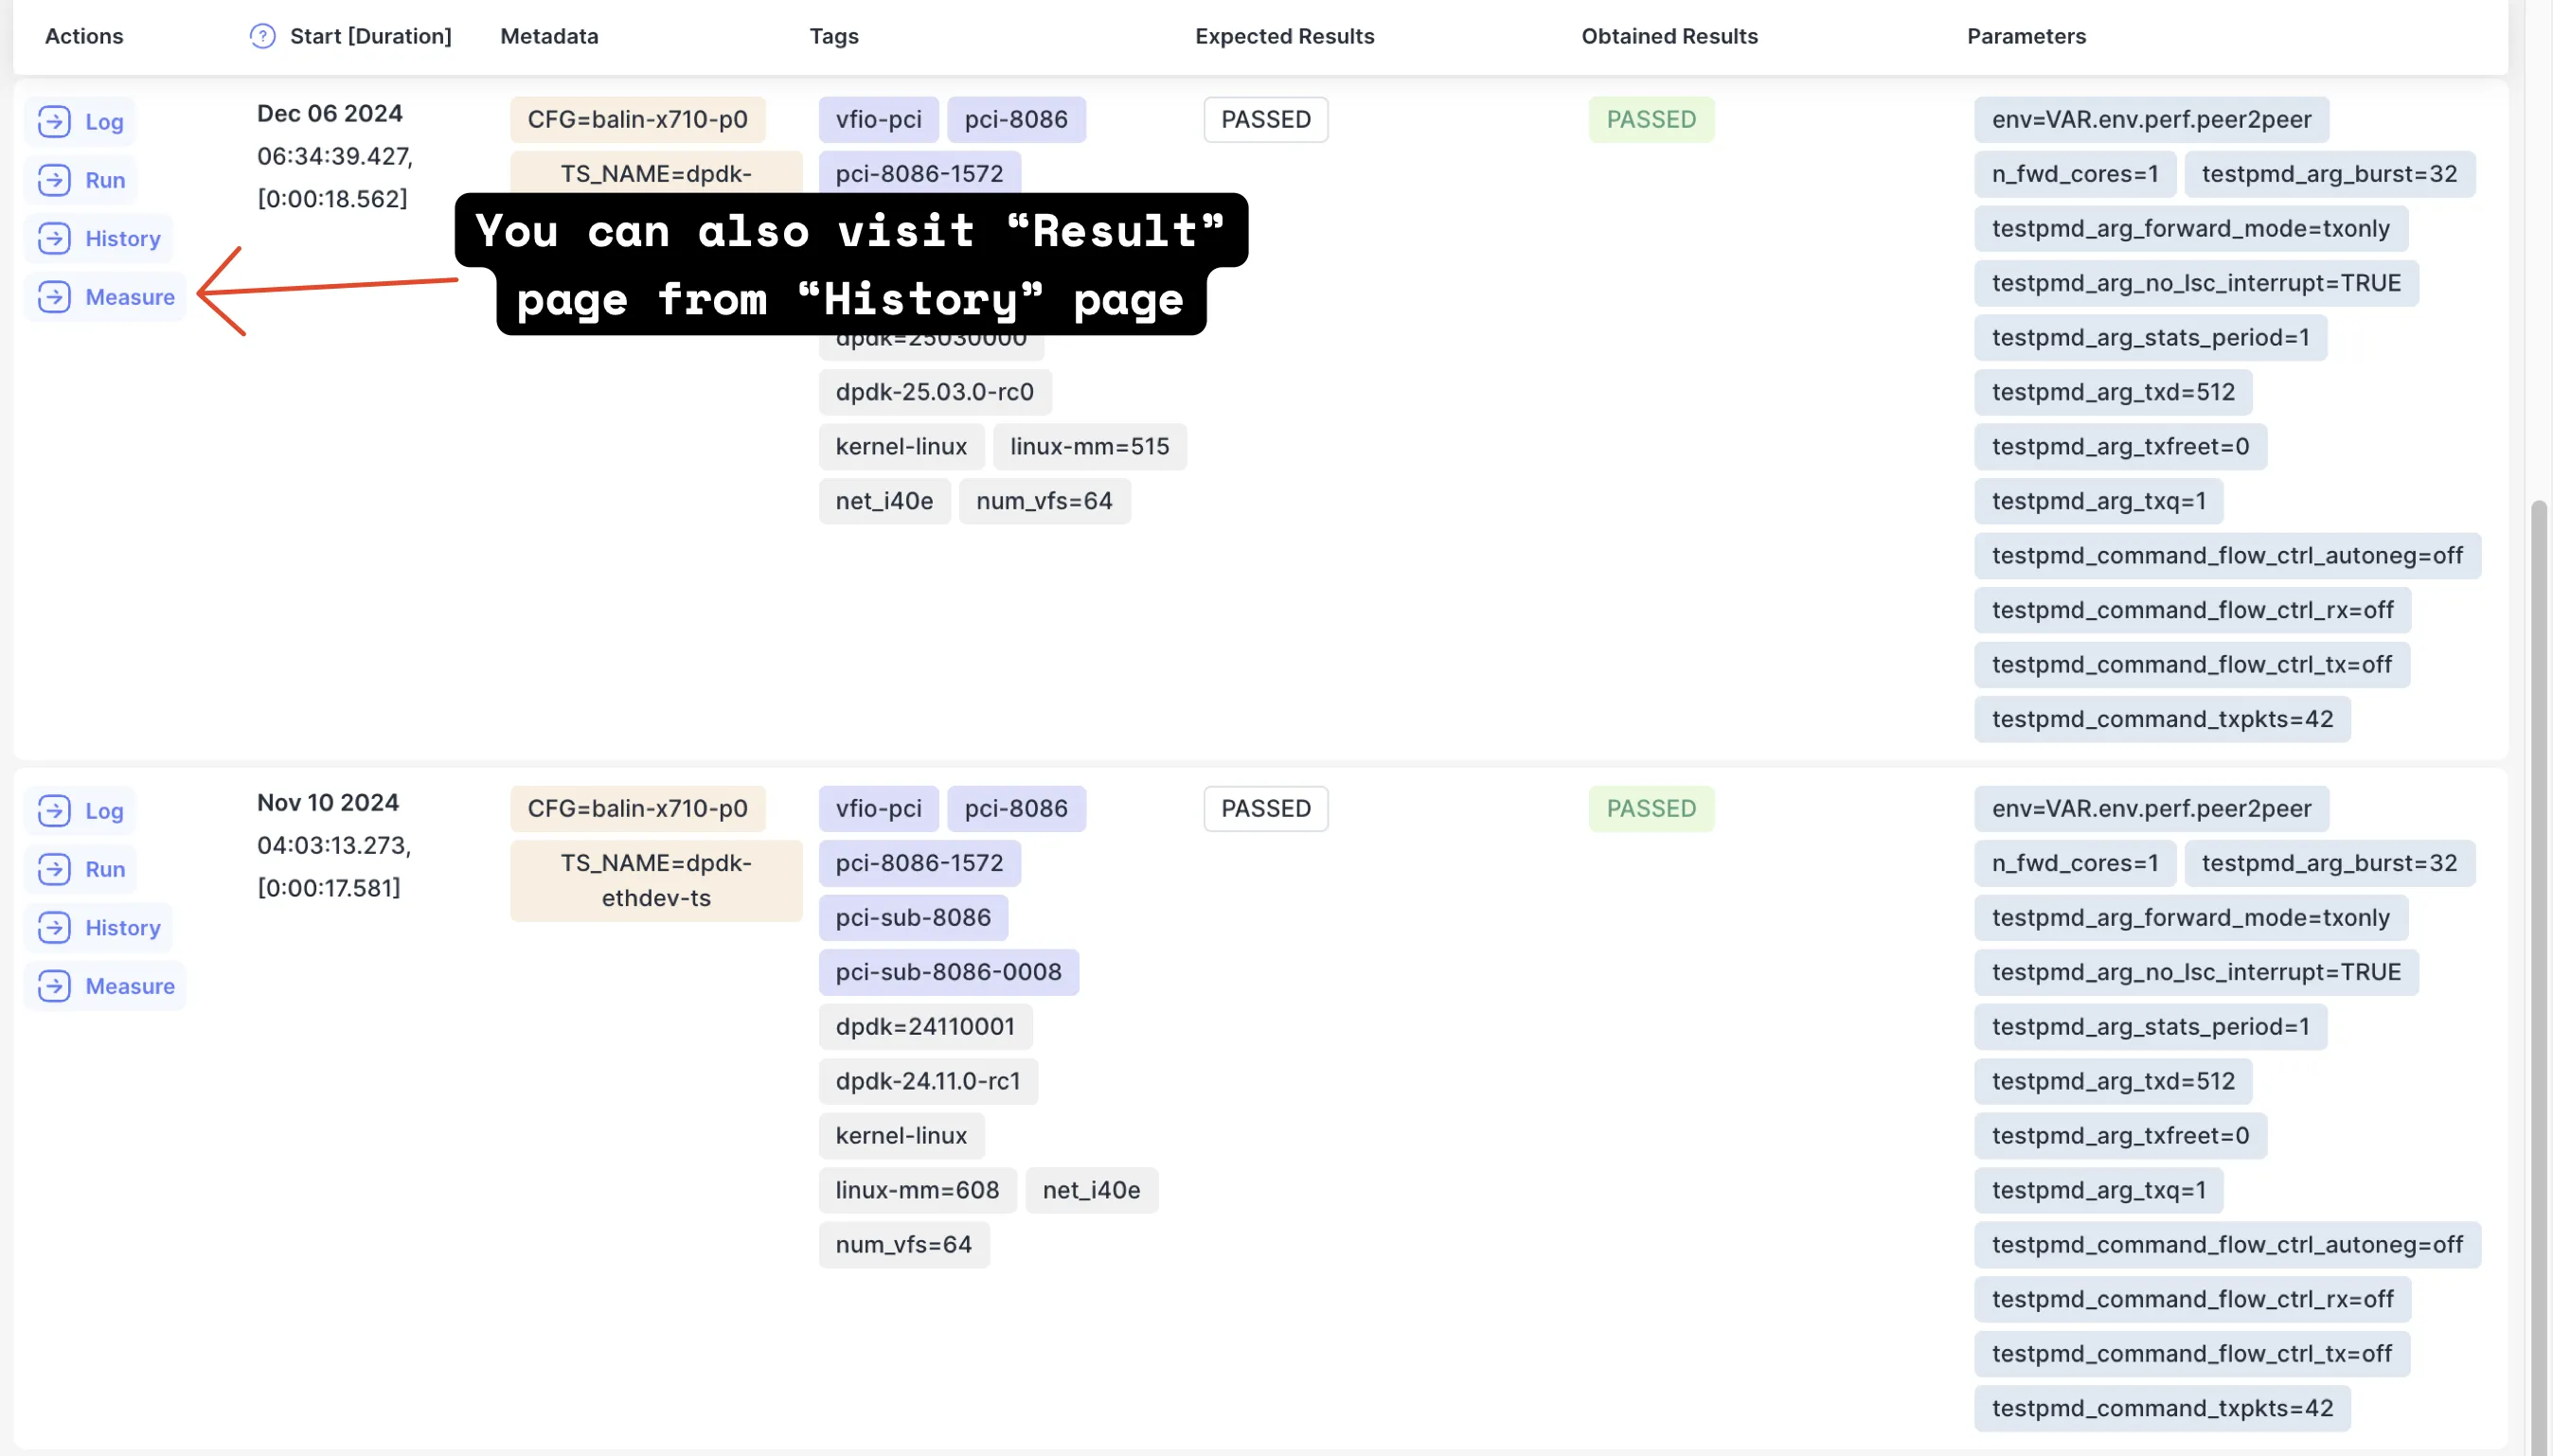 Actions ? Start [Duration] Metadata Tags Expected Results Obtained Results Parameters
Log
Run
History
Measure
Dec 06 2024
06:34:39.427,
[0:00:18.562]
CFG=balin-x710-p0
TS_NAME=dpdk-
vfio-pci pci-8086
pci-8086-1572
You can also visit “Result”
page from “History” page
dpdk=25030000
dpdk-25.03.0-rc0
kernel-linux linux-mm=515
net_i40e num_vfs=64
PASSED
PASSED
env=VAR.env.perf.peer2peer
n_fwd_cores=1 testpmd_arg_burst=32
testpmd_arg_forward_mode=txonly
testpmd_arg_no_lsc_interrupt=TRUE
testpmd_arg_stats_period=1
testpmd_arg_txd=512
testpmd_arg_txfreet=0
testpmd_arg_txq=1
testpmd_command_flow_ctrl_autoneg=off
testpmd_command_flow_ctrl_rx=off
testpmd_command_flow_ctrl_tx=off
testpmd_command_txpkts=42
Log
Run
History
Measure
Nov 10 2024
04:03:13.273,
[0:00:17.581]
CFG=balin-x710-p0
TS_NAME=dpdk-
ethdev-ts
vfio-pci pci-8086
pci-8086-1572
pci-sub-8086
pci-sub-8086-0008
dpdk=24110001
dpdk-24.11.0-rc1
kernel-linux
linux-mm=608 net_i40e
num_vfs=64
PASSED
PASSED
env=VAR.env.perf.peer2peer
n_fwd_cores=1 testpmd_arg_burst=32
testpmd_arg_forward_mode=txonly
testpmd_arg_no_lsc_interrupt=TRUE
testpmd_arg_stats_period=1
testpmd_arg_txd=512
testpmd_arg_txfreet=0
testpmd_arg_txq=1
testpmd_command_flow_ctrl_autoneg=off
testpmd_command_flow_ctrl_rx=off
testpmd_command_flow_ctrl_tx=off
testpmd_command_txpkts=42